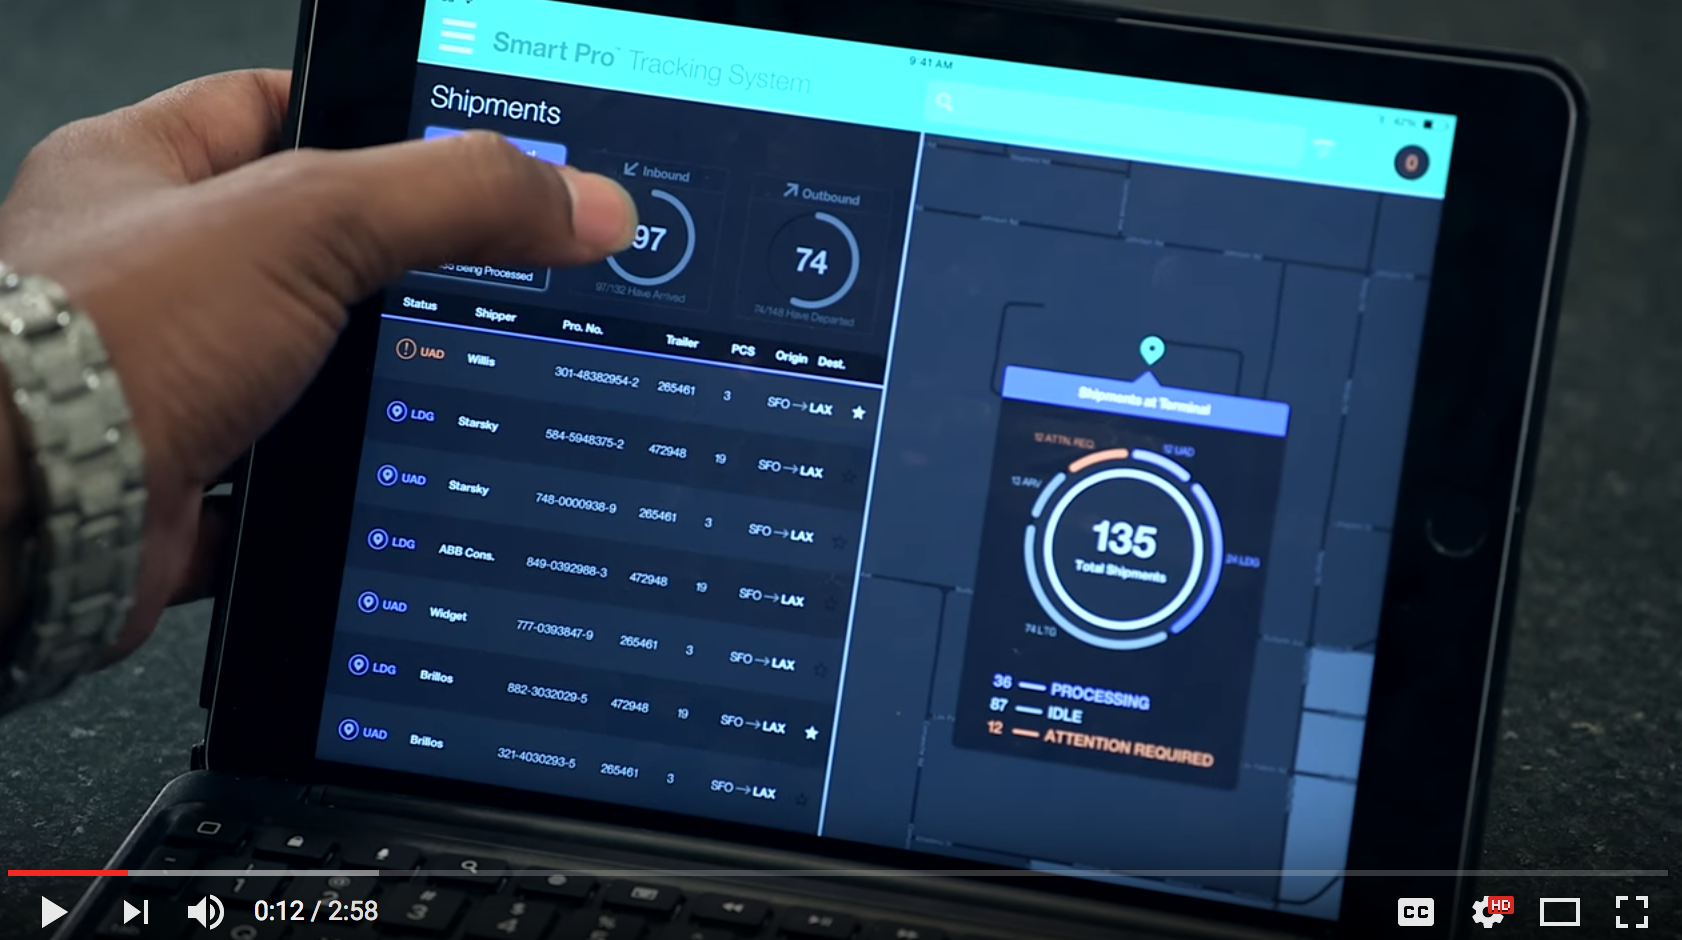 Smart Pro™ Tracking System
9:41 AM
42%
0
Shipments
Inbound
Outbound
97
74
97/132 Have Arrived
74/148 Have Departed
Being Processed
Status Shipper Pro. No. Trailer PCS Origin Dest.
UAD Willis 301-48382954-2 265461 3 SFO → LAX
LDG Starsky 584-5948375-2 472948 19 SFO → LAX
UAD Starsky 748-0000938-9 265461 3 SFO → LAX
LDG ABB Cons. 849-0392988-3 472948 19 SFO → LAX
UAD Widget 777-0393847-9 265461 3 SFO → LAX
LDG Brillos 882-3032029-5 472948 19 SFO → LAX
UAD Brillos 321-4030293-5 265461 3 SFO → LAX
Shipments at Terminal
12 ATTN. REQ.
12 UAD
13 ARV
24 LDG
74 LTG
135
Total Shipments
36 — PROCESSING
87 — IDLE
12 — ATTENTION REQUIRED
0:12 / 2:58
CC
HD